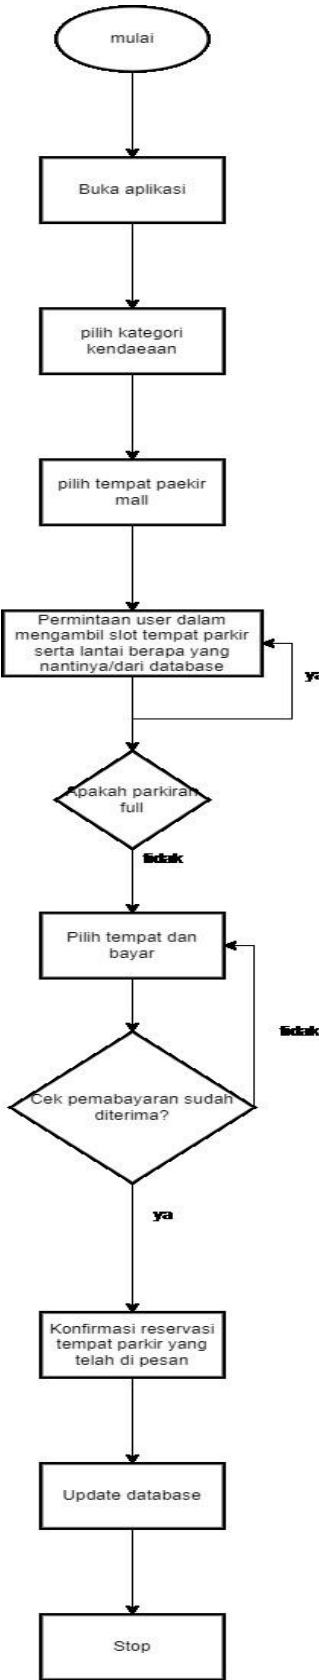 mulai
Buka aplikasi
pilih kategori
kendaeaan
pilih tempat paekir
mall
Permintaan user dalam
mengambil slot tempat parkir
serta lantai berapa yang
nantinya/dari database
ya
Apakah parkiran
full
tidak
Pilih tempat dan
bayar
tidak
Cek pemabayaran sudah
diterima?
ya
Konfirmasi reservasi
tempat parkir yang
telah di pesan
Update database
Stop